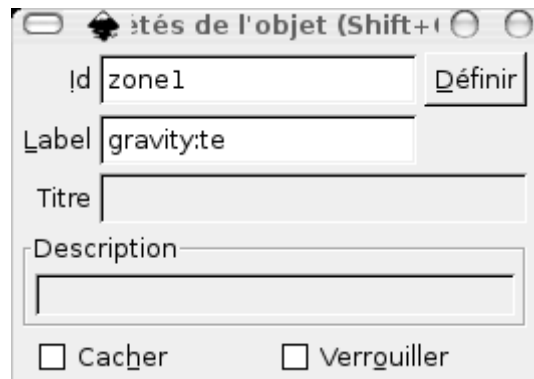 étés de l'objet (Shift+
Id zone1 Définir
Label gravity:te
Titre
Description
Cacher Verrouiller